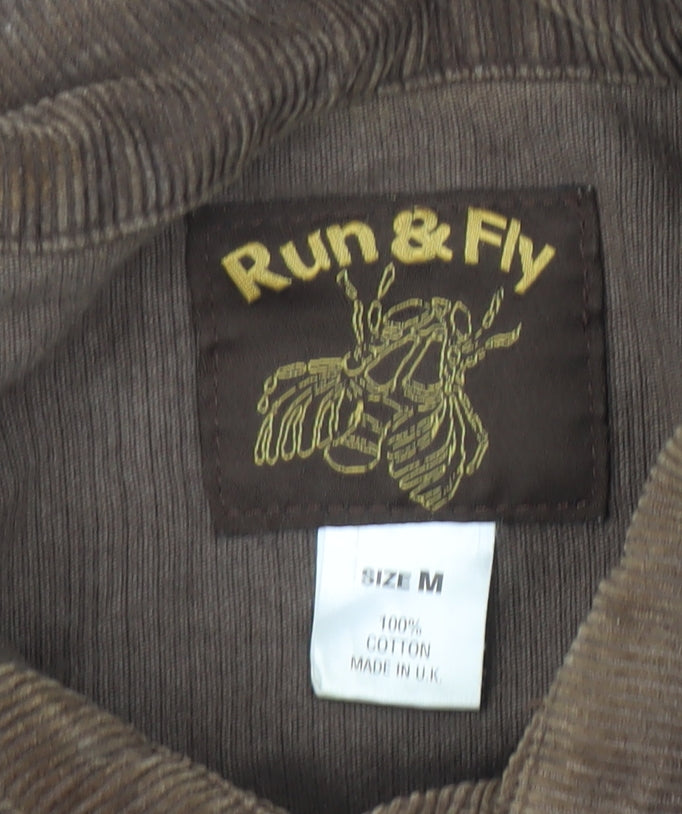 Run & Fly
SIZE M
100%
COTTON
MADE IN U.K.